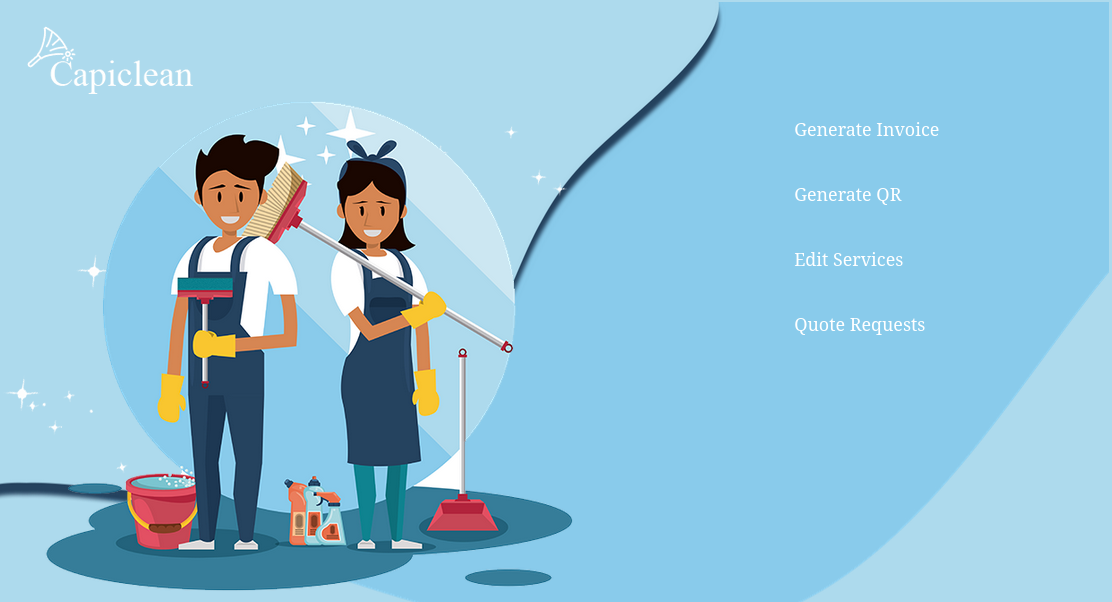 Capiclean
Generate Invoice
Generate QR
Edit Services
Quote Requests